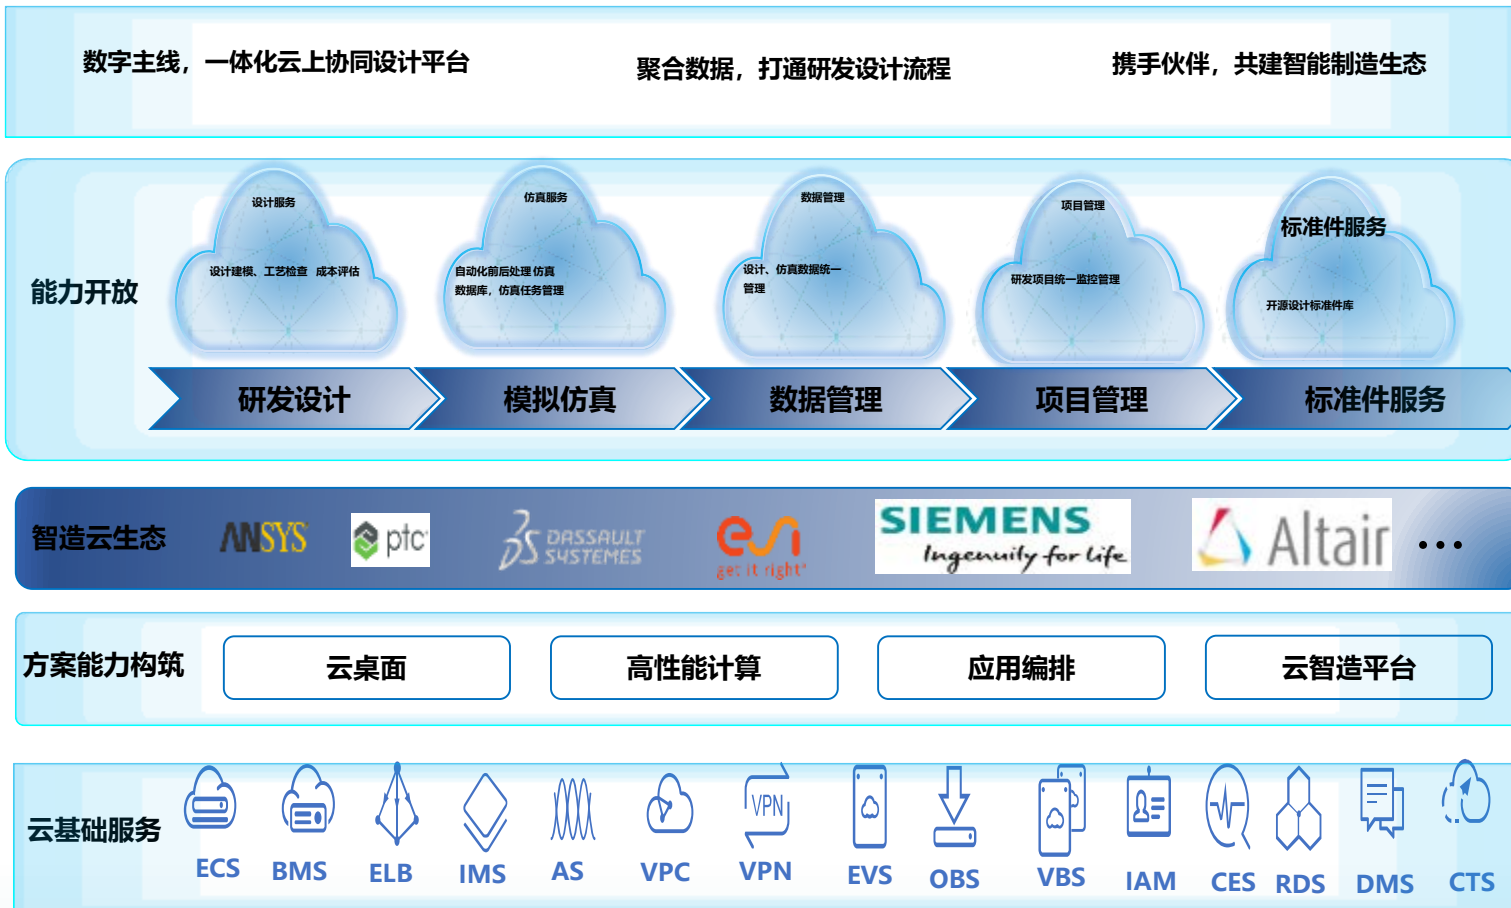 数字主线，一体化云上协同设计平台
聚合数据，打通研发设计流程
携手伙伴，共建智能制造生态
能力开放
设计服务
设计建模、工艺检查 成本评估
仿真服务
自动化前后处理 仿真
数据库，仿真任务管理
数据管理
设计、仿真数据统一
管理
项目管理
研发项目统一监控管理
标准件服务
开源设计标准件库
研发设计
模拟仿真
数据管理
项目管理
标准件服务
智造云生态
ANSYS
ptc
DASSAULT
SYSTEMES
esi
get it right
SIEMENS
Ingenuity for life
Altair
...
方案能力构筑
云桌面
高性能计算
应用编排
云智造平台
云基础服务
VPN
ECS
BMS
ELB
IMS
AS
VPC
VPN
EVS
OBS
VBS
IAM
CES
RDS
DMS
CTS